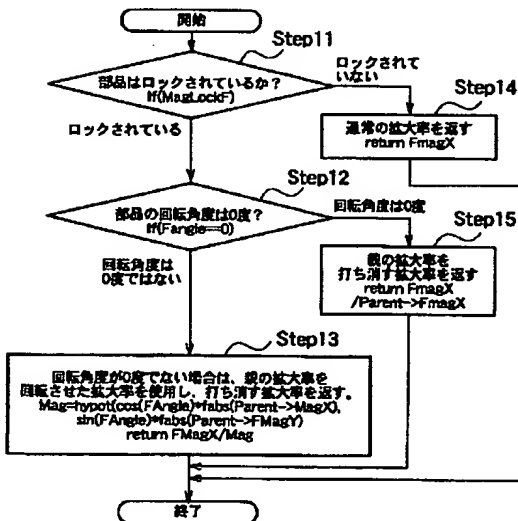 開始
Step11
部品はロックされているか？
if(MagLockF)
ロックされて
いない
ロックされている
Step14
通常の拡大率を返す
return FmagX
Step12
部品の回転角度は0度？
if(Fangle==0)
回転角度は0度
回転角度は
0度ではない
Step15
親の拡大率を
打ち消す拡大率を返す
return FmagX
/Parent->FmagX
Step13
回転角度が0度でない場合は、親の拡大率を
回転させた拡大率を使用し、打ち消す拡大率を返す。
Mag=hypot(cos(FAngle)*fabs(Parent->MagX),
sin(FAngle)*fabs(Parent->FMagY)
return FMagX/Mag
終了